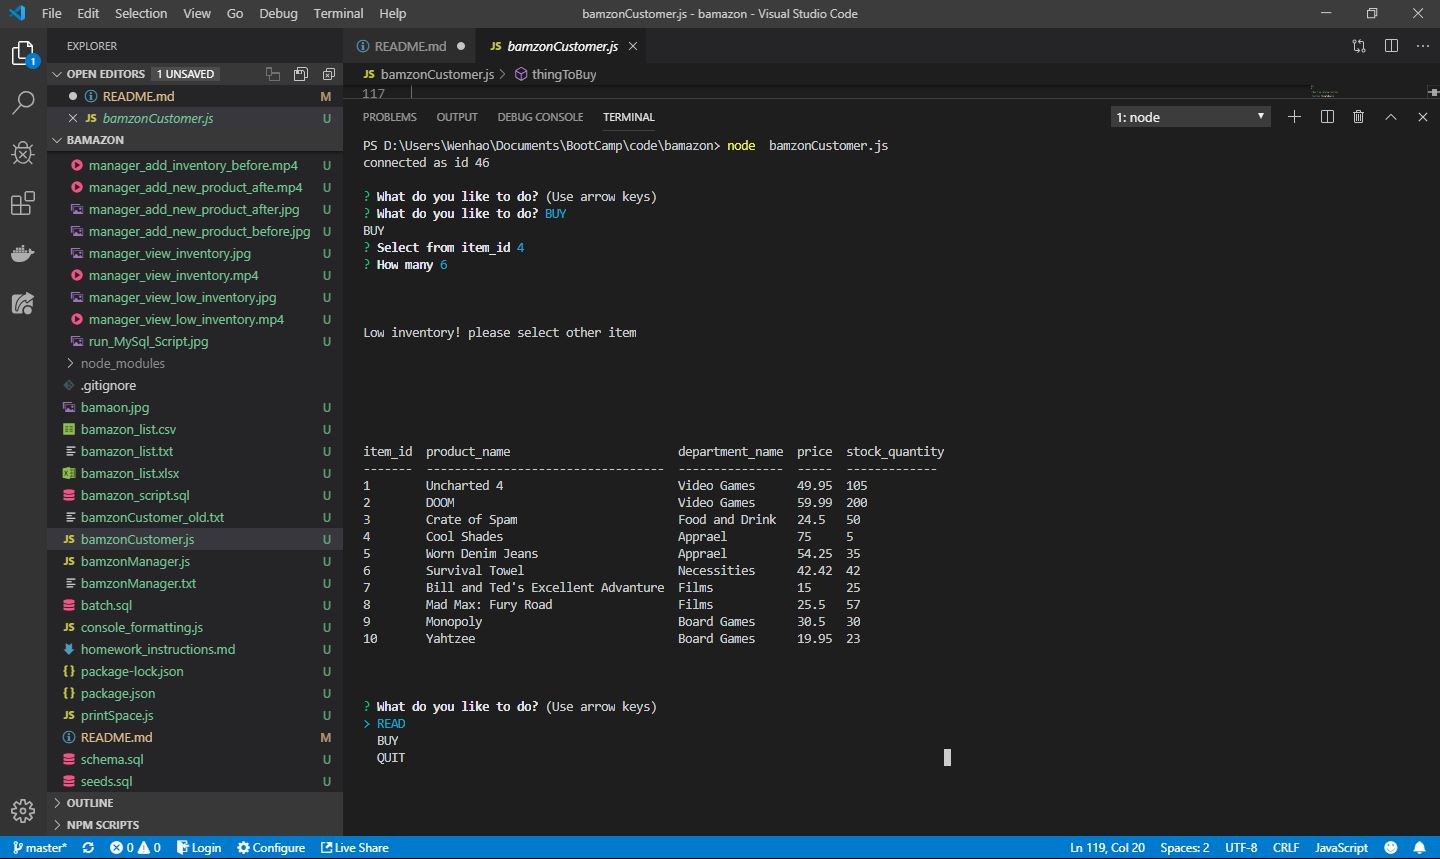 File Edit Selection View Go Debug Terminal Help bamzonCustomer.js - bamazon - Visual Studio Code
EXPLORER
OPEN EDITORS 1 UNSAVED
README.md M
JS bamzonCustomer.js U
BAMAZON
manager_add_inventory_before.mp4 U
manager_add_new_product_afte.mp4 U
manager_add_new_product_after.jpg U
manager_add_new_product_before.jpg U
manager_view_inventory.jpg U
manager_view_inventory.mp4 U
manager_view_low_inventory.jpg U
manager_view_low_inventory.mp4 U
run_MySql_Script.jpg U
node_modules
.gitignore
bamaon.jpg U
bamazon_list.csv U
bamazon_list.txt U
bamazon_list.xlsx U
bamazon_script.sql U
bamzonCustomer_old.txt U
JS bamzonCustomer.js U
JS bamzonManager.js U
bamzonManager.txt U
batch.sql U
JS console_formatting.js U
homework_instructions.md U
{} package-lock.json U
{} package.json U
JS printSpace.js U
README.md M
schema.sql U
seeds.sql U
OUTLINE
NPM SCRIPTS
1
README.md JS bamzonCustomer.js
JS bamzonCustomer.js > thingToBuy
117
PROBLEMS OUTPUT DEBUG CONSOLE TERMINAL 1: node
PS D:\Users\Wenhao\Documents\BootCamp\code\bamazon> node bamzonCustomer.js
connected as id 46
? What do you like to do? (Use arrow keys)
? What do you like to do? BUY
BUY
? Select from item_id 4
? How many 6
Low inventory! please select other item
item_id product_name department_name price stock_quantity
------- ---------------------------------- --------------- ----- -------------
1 Uncharted 4 Video Games 49.95 105
2 DOOM Video Games 59.99 200
3 Crate of Spam Food and Drink 24.5 50
4 Cool Shades Apprael 75 5
5 Worn Denim Jeans Apprael 54.25 35
6 Survival Towel Necessities 42.42 42
7 Bill and Ted's Excellent Advanture Films 15 25
8 Mad Max: Fury Road Films 25.5 57
9 Monopoly Board Games 30.5 30
10 Yahtzee Board Games 19.95 23
? What do you like to do? (Use arrow keys)
> READ
BUY
QUIT
master* 0 0 Login Configure Live Share Ln 119, Col 20 Spaces: 2 UTF-8 CRLF JavaScript